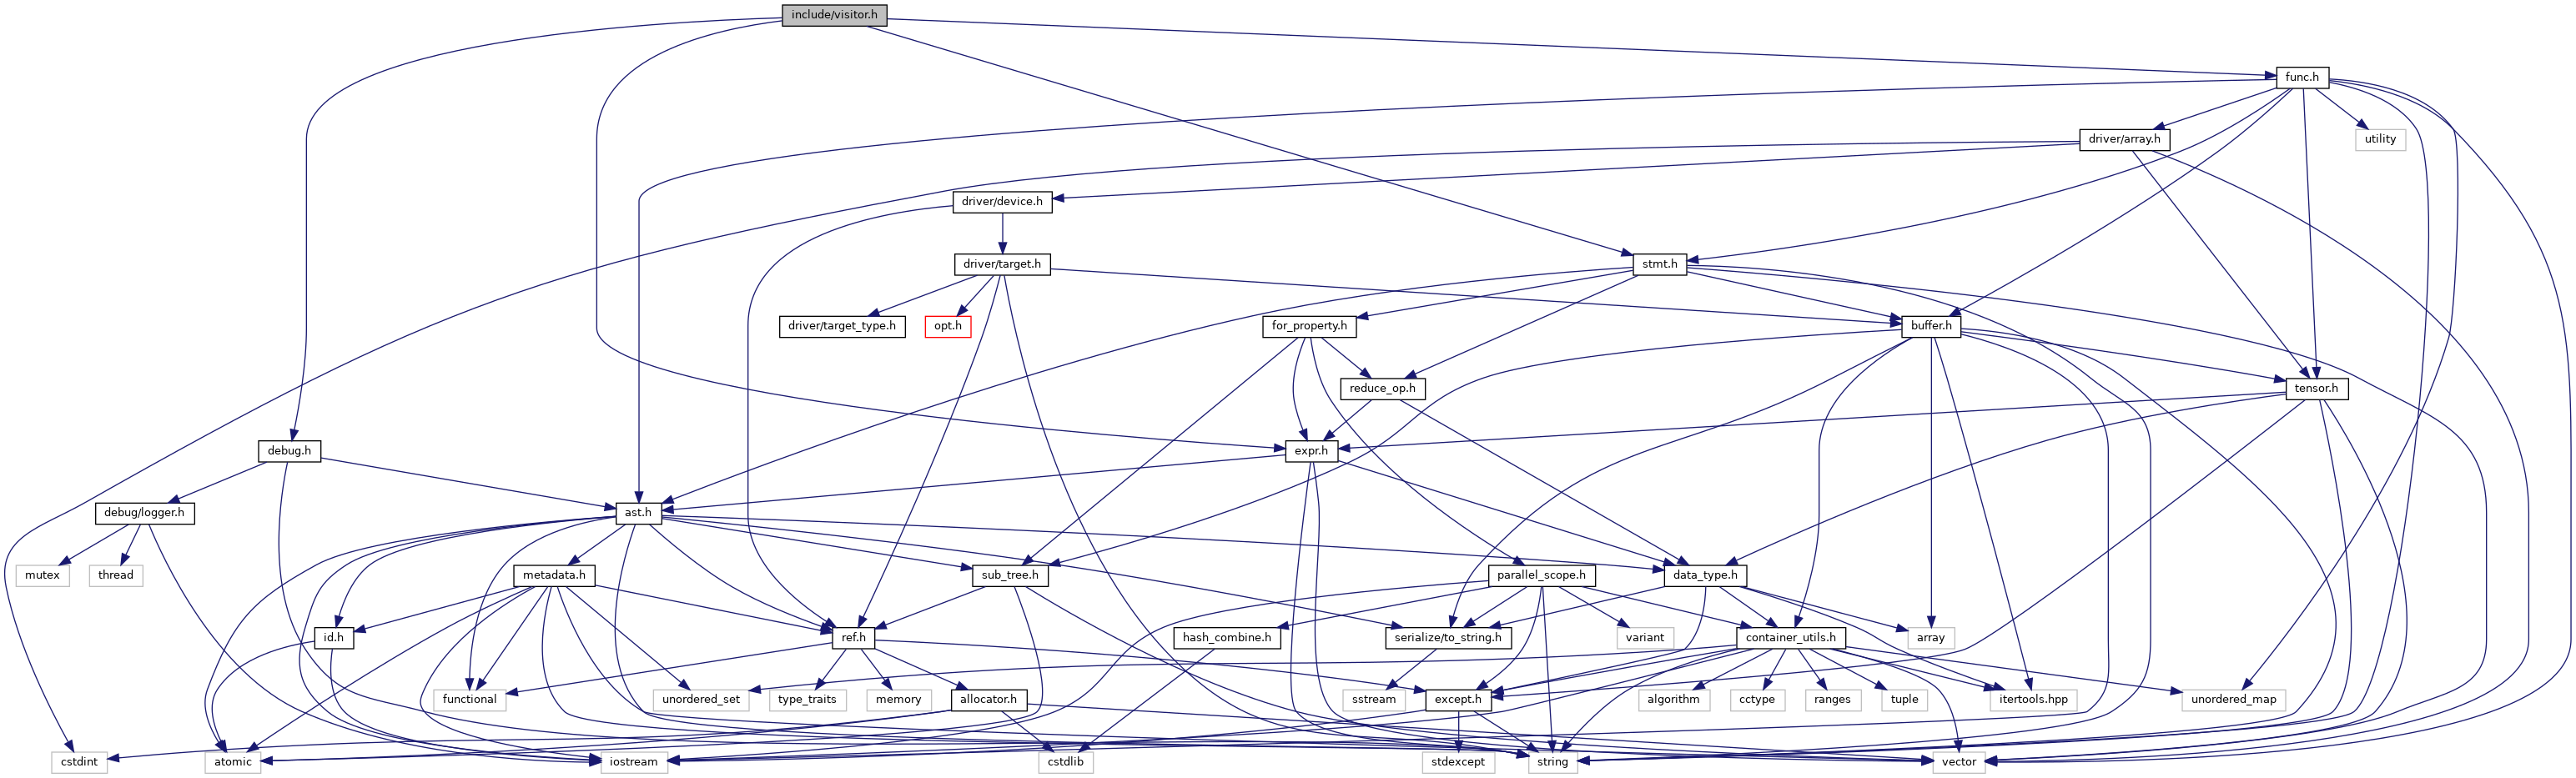 include/visitor.h
func.h
driver/array.h
utility
driver/device.h
driver/target.h
stmt.h
driver/target_type.h
opt.h
for_property.h
buffer.h
reduce_op.h
tensor.h
debug.h
expr.h
debug/logger.h
ast.h
mutex
thread
metadata.h
sub_tree.h
parallel_scope.h
data_type.h
id.h
ref.h
hash_combine.h
serialize/to_string.h
variant
container_utils.h
array
functional
unordered_set
type_traits
memory
allocator.h
sstream
except.h
algorithm
cctype
ranges
tuple
itertools.hpp
unordered_map
cstdint
atomic
iostream
cstdlib
stdexcept
string
vector